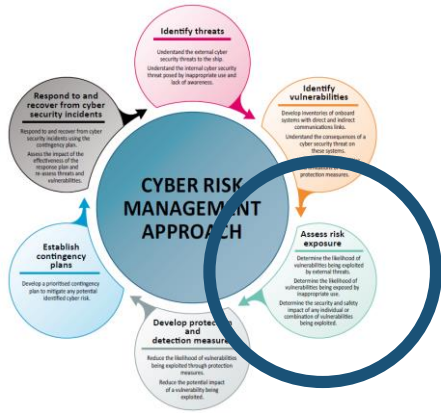 Identify threats
Understand the external cyber
security threats to the ship.
Understand the internal cyber security
threat posed by inappropriate use and
lack of awareness.
Identify
vulnerabilities
Develop inventories of onboard
systems with direct and indirect
communications links.
Understand the consequences of a
cyber security threat on
these systems.
protection measures.
Assess risk
exposure
Determine the likelihood of
vulnerabilities being exploited
by external threats.
Determine the likelihood of
vulnerabilities being exposed by
inappropriate use.
Determine the security and safety
impact of any individual or
combination of vulnerabilities
being exploited.
Develop protection
and
detection measures
Reduce the likelihood of vulnerabilities
being exploited through protection
measures.
Reduce the potential impact
of a vulnerability being
exploited.
Establish
contingency
plans
Develop a prioritised contingency
plan to mitigate any potential
identified cyber risk.
Respond to and
recover from cyber
security incidents
Respond to and recover from cyber
security incidents using the
contingency plan.
Assess the impact of the
effectiveness of the
response plan and
re-assess threats and
vulnerabilities.
CYBER RISK
MANAGEMENT
APPROACH